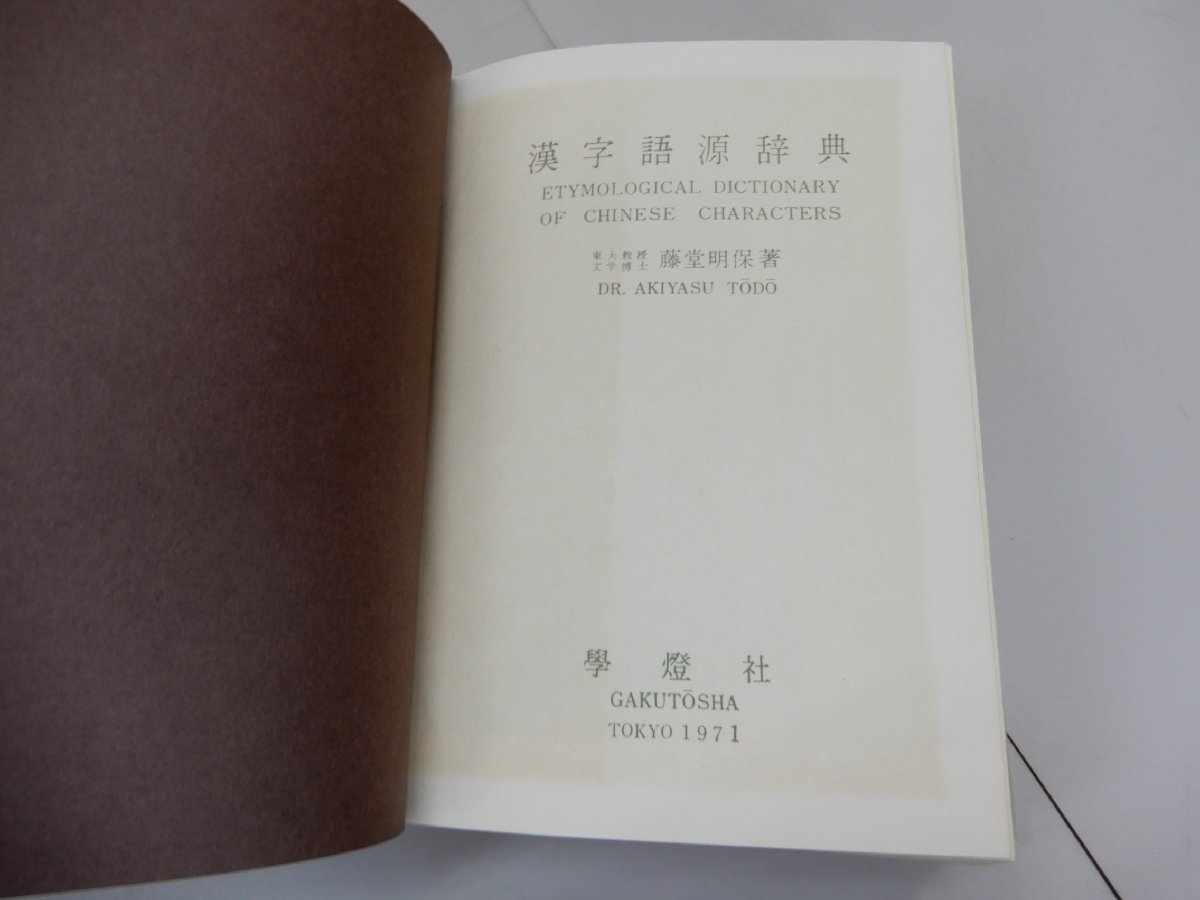 漢字語源辞典
ETYMOLOGICAL DICTIONARY
OF CHINESE CHARACTERS
東大教授
文学博士
藤堂明保著
DR. AKIYASU TŌDŌ
學燈社
GAKUTŌSHA
TOKYO 1971